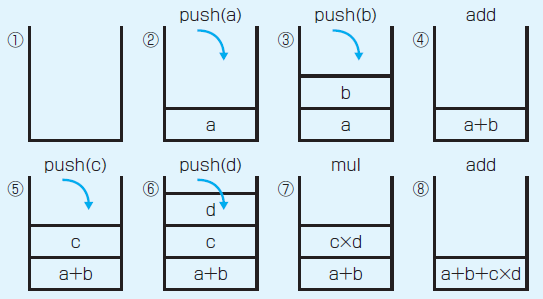 push(a)
push(b)
add
①
②
③
④
b
a
a
a+b
push(c)
push(d)
mul
add
⑤
⑥
⑦
⑧
d
c
c
c×d
a+b
a+b
a+b
a+b+c×d